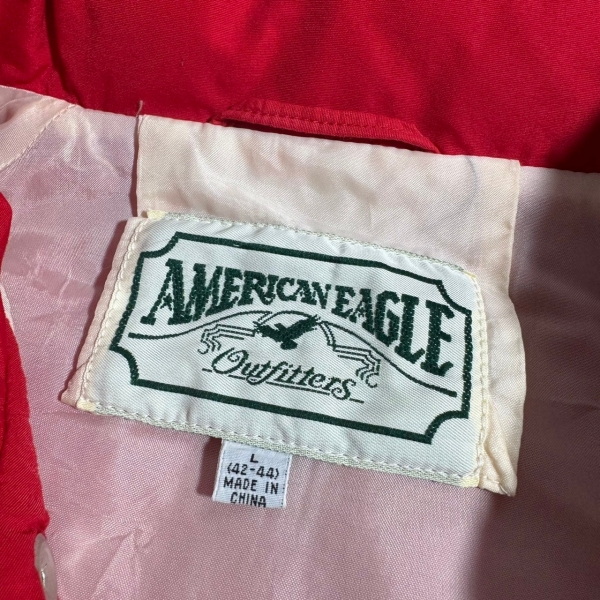 AMERICAN EAGLE
Outfitters
L
(42-44)
MADE IN
CHINA